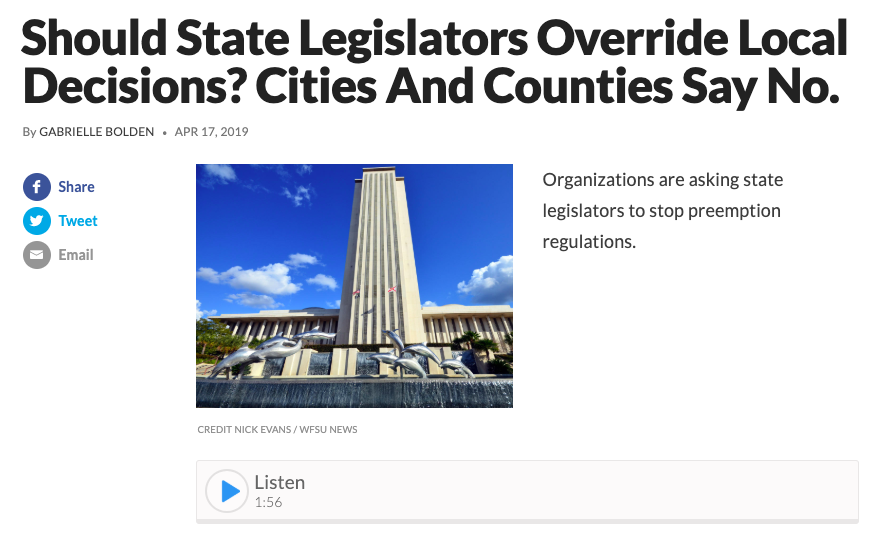 Should State Legislators Override Local
Decisions? Cities And Counties Say No.
By GABRIELLE BOLDEN • APR 17, 2019
Share
Tweet
Email
Organizations are asking state
legislators to stop preemption
regulations.
CREDIT NICK EVANS / WFSU NEWS
Listen
1:56